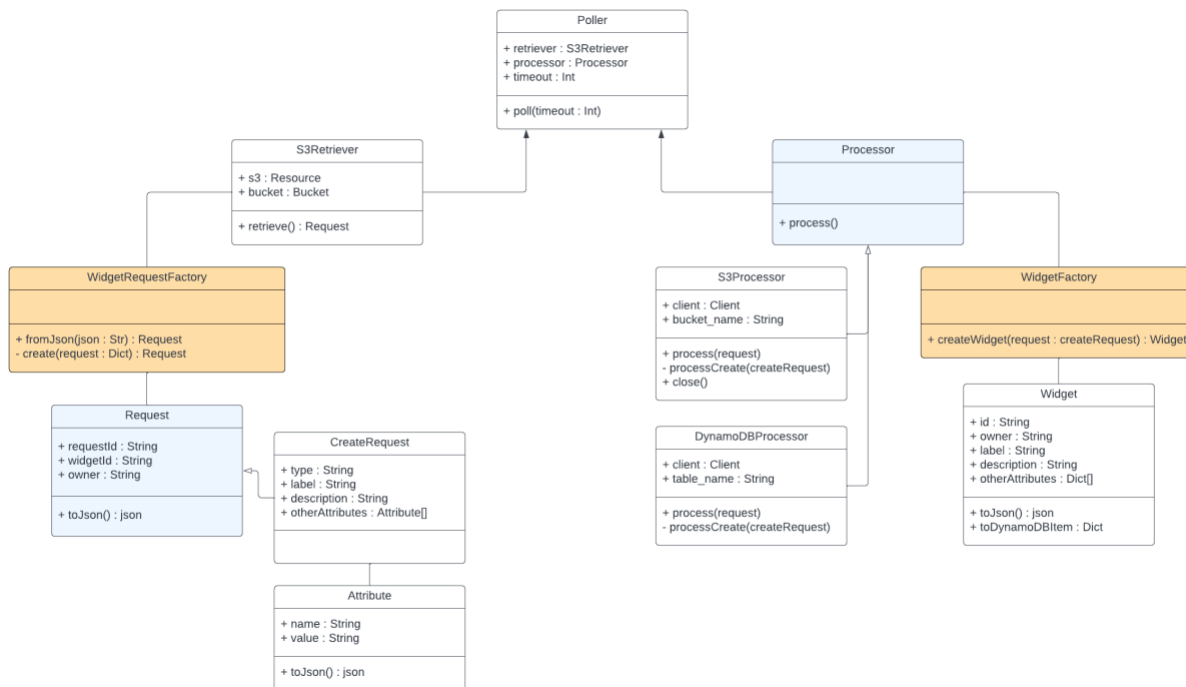 Poller
+ retriever : S3Retriever
+ processor : Processor
+ timeout : Int
+ poll(timeout : Int)
S3Retriever
+ s3 : Resource
+ bucket : Bucket
+ retrieve() : Request
Processor
+ process()
WidgetRequestFactory
+ fromJson(json : Str) : Request
- create(request : Dict) : Request
S3Processor
+ client : Client
+ bucket_name : String
+ process(request)
- processCreate(createRequest)
+ close()
WidgetFactory
+ createWidget(request : createRequest) : Widget
Request
+ requestId : String
+ widgetId : String
+ owner : String
+ toJson() : json
CreateRequest
+ type : String
+ label : String
+ description : String
+ otherAttributes : Attribute[]
DynamoDBProcessor
+ client : Client
+ table_name : String
+ process(request)
- processCreate(createRequest)
Widget
+ id : String
+ owner : String
+ label : String
+ description : String
+ otherAttributes : Dict[]
+ toJson() : json
+ toDynamoDBItem : Dict
Attribute
+ name : String
+ value : String
+ toJson() : json